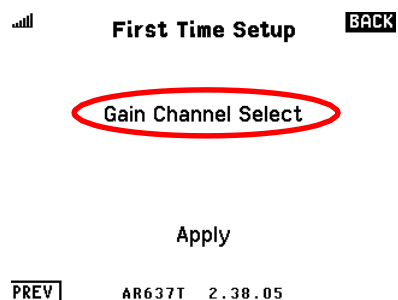 First Time Setup BACK
Gain Channel Select
Apply
PREV AR637T 2.38.05